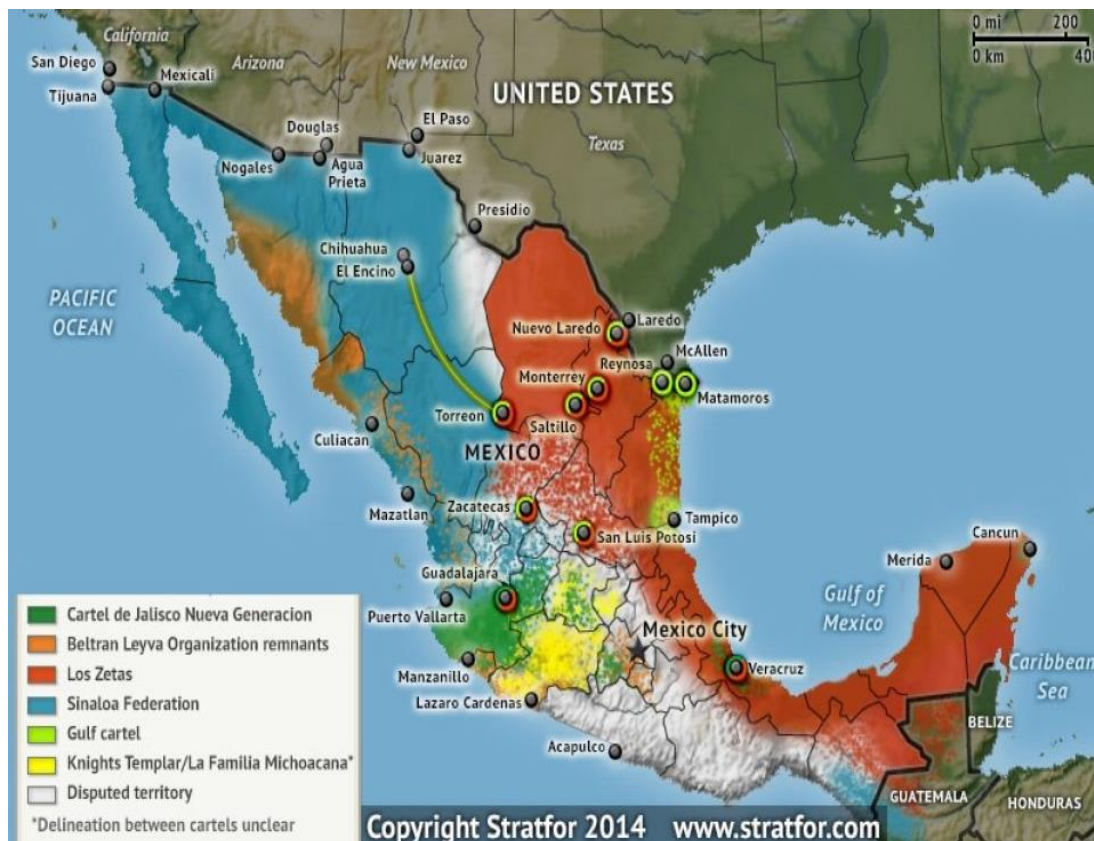 California
San Diego
Tijuana
Mexicali
Arizona
New Mexico
0 mi 200
0 km 400
UNITED STATES
Texas
Douglas
El Paso
Nogales
Agua
Prieta
Juarez
Presidio
Chihuahua
El Encino
PACIFIC
OCEAN
Nuevo Laredo
Laredo
McAllen
Reynosa
Monterrey
Matamoros
Torreon
Saltillo
Culiacan
MEXICO
Mazatlan
Zacatecas
Tampico
San Luis Potosi
Cancun
Merida
Guadalajara
Puerto Vallarta
Gulf of
Mexico
Mexico City
Veracruz
Caribbean
Sea
Manzanillo
Lazaro Cardenas
Acapulco
BELIZE
GUATEMALA
HONDURAS
Cartel de Jalisco Nueva Generacion
Beltran Leyva Organization remnants
Los Zetas
Sinaloa Federation
Gulf cartel
Knights Templar/La Familia Michoacana*
Disputed territory
*Delineation between cartels unclear
Copyright Stratfor 2014 www.stratfor.com